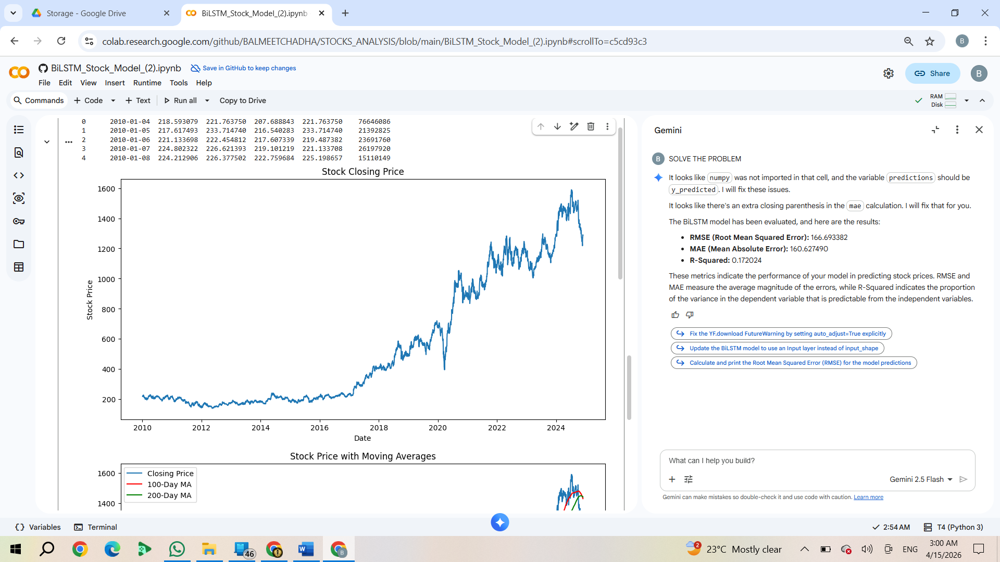 Storage - Google Drive
BiLSTM_Stock_Model_(2).ipynb
colab.research.google.com/github/BALMEETCHADHA/STOCKS_ANALYSIS/blob/main/BiLSTM_Stock_Model_(2).ipynb#scrollTo=c5cd93c3
B
BiLSTM_Stock_Model_(2).ipynb
Save in GitHub to keep changes
File Edit View Insert Runtime Tools Help
Share
B
Commands + Code + Text Run all Copy to Drive
RAM
Disk
0 2010-01-04 218.593079 221.763750 207.688843 221.763750 76646086
1 2010-01-05 217.617493 233.714740 216.540283 233.714740 21392825
2 2010-01-06 221.133698 222.454812 217.607339 219.487382 23691760
3 2010-01-07 224.802322 226.621393 219.101219 221.133708 26197920
4 2010-01-08 224.212906 226.377502 222.759684 225.198657 15110149
Stock Closing Price
1600
1400
1200
1000
800
600
400
200
Stock Price
2010 2012 2014 2016 2018 2020 2022 2024
Date
Stock Price with Moving Averages
1600
1400
Closing Price
100-Day MA
200-Day MA
Gemini
B SOLVE THE PROBLEM
It looks like numpy was not imported in that cell, and the variable predictions should be
y_predicted. I will fix these issues.
It looks like there's an extra closing parenthesis in the mae calculation. I will fix that for you.
The BiLSTM model has been evaluated, and here are the results:
• RMSE (Root Mean Squared Error): 166.693382
• MAE (Mean Absolute Error): 160.627490
• R-Squared: 0.172024
These metrics indicate the performance of your model in predicting stock prices. RMSE and
MAE measure the average magnitude of the errors, while R-Squared indicates the proportion
of the variance in the dependent variable that is predictable from the independent variables.
Fix the YF.download FutureWarning by setting auto_adjust=True explicitly
Update the BiLSTM model to use an Input layer instead of input_shape
Calculate and print the Root Mean Squared Error (RMSE) for the model predictions
What can I help you build?
Gemini 2.5 Flash
Gemini can make mistakes so double-check it and use code with caution. Learn more
Variables Terminal
2:54 AM T4 (Python 3)
46
B
2
23°C Mostly clear
ENG
3:00 AM
4/15/2026